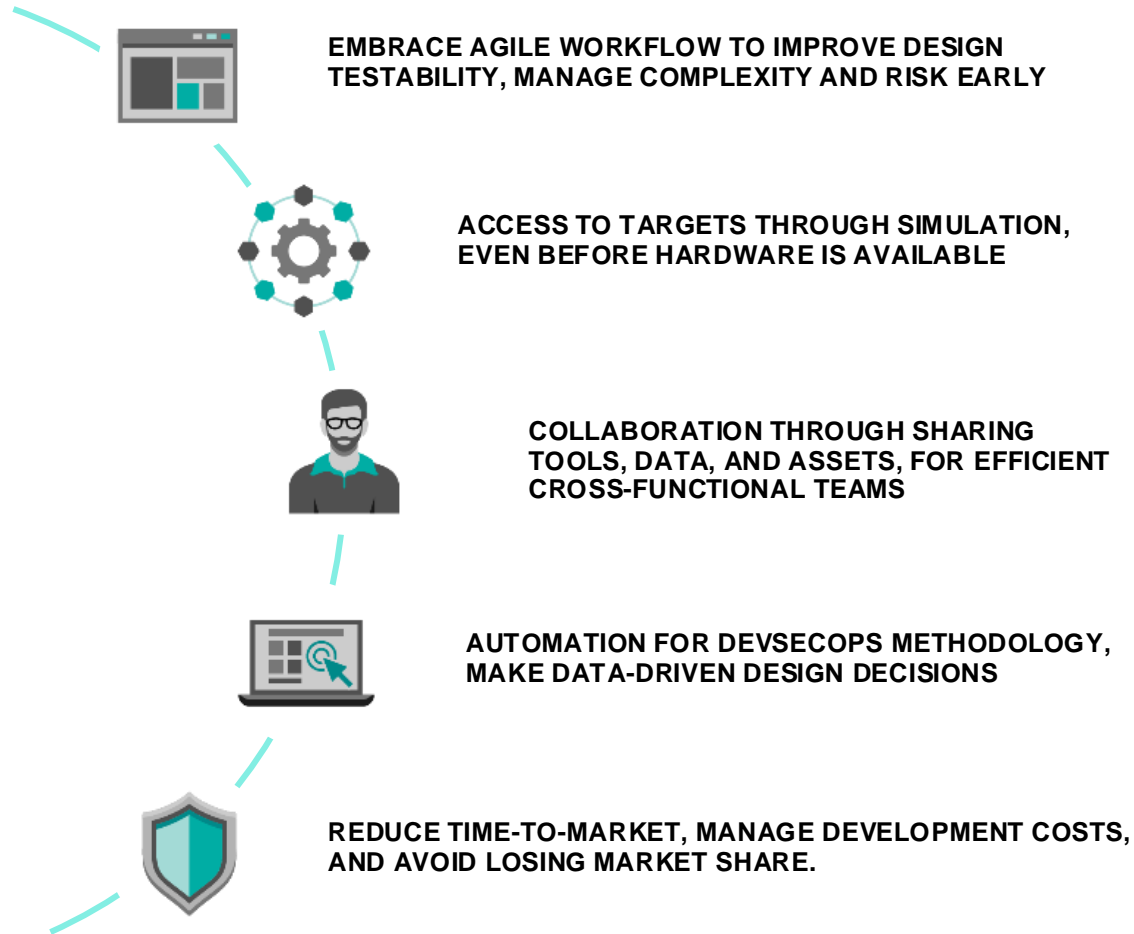 EMBRACE AGILE WORKFLOW TO IMPROVE DESIGN
TESTABILITY, MANAGE COMPLEXITY AND RISK EARLY
ACCESS TO TARGETS THROUGH SIMULATION,
EVEN BEFORE HARDWARE IS AVAILABLE
COLLABORATION THROUGH SHARING
TOOLS, DATA, AND ASSETS, FOR EFFICIENT
CROSS-FUNCTIONAL TEAMS
AUTOMATION FOR DEVSECOPS METHODOLOGY,
MAKE DATA-DRIVEN DESIGN DECISIONS
REDUCE TIME-TO-MARKET, MANAGE DEVELOPMENT COSTS,
AND AVOID LOSING MARKET SHARE.